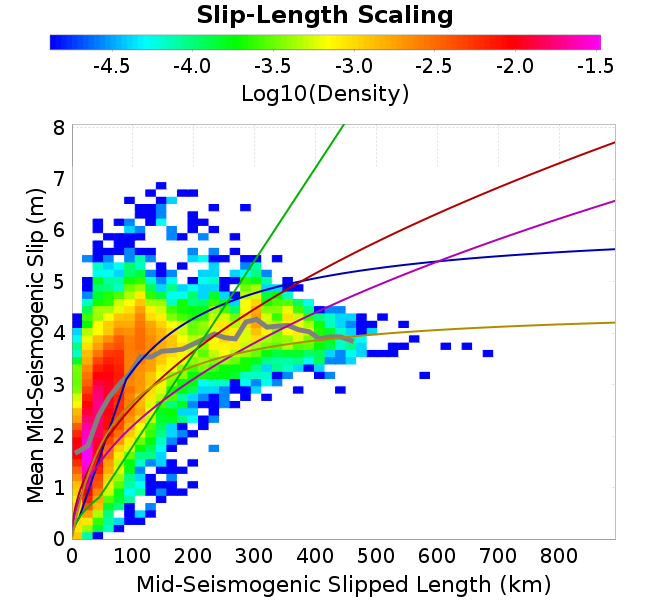 Slip-Length Scaling
-4.5 -4.0 -3.5 -3.0 -2.5 -2.0 -1.5
Log10(Density)
8
7
6
5
4
3
2
1
0
Mean Mid-Seismogenic Slip (m)
0 100 200 300 400 500 600 700 800
Mid-Seismogenic Slipped Length (km)